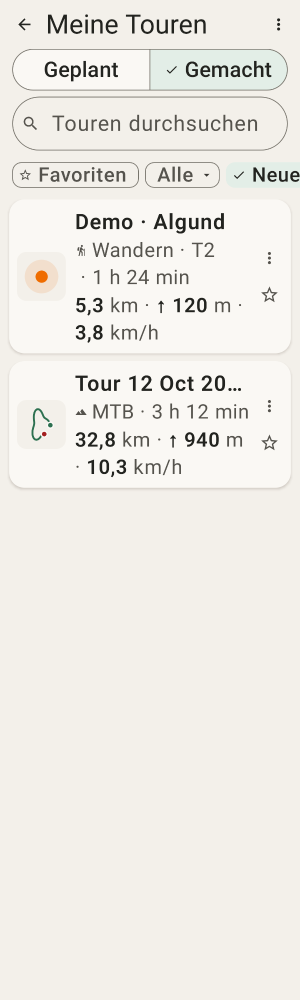 Meine Touren
Geplant
Gemacht
Touren durchsuchen
Favoriten
Alle
Neue
Demo · Algund
Wandern · T2
· 1 h 24 min
5,3 km · ↑ 120 m ·
3,8 km/h
Tour 12 Oct 20…
MTB · 3 h 12 min
32,8 km · ↑ 940 m
· 10,3 km/h